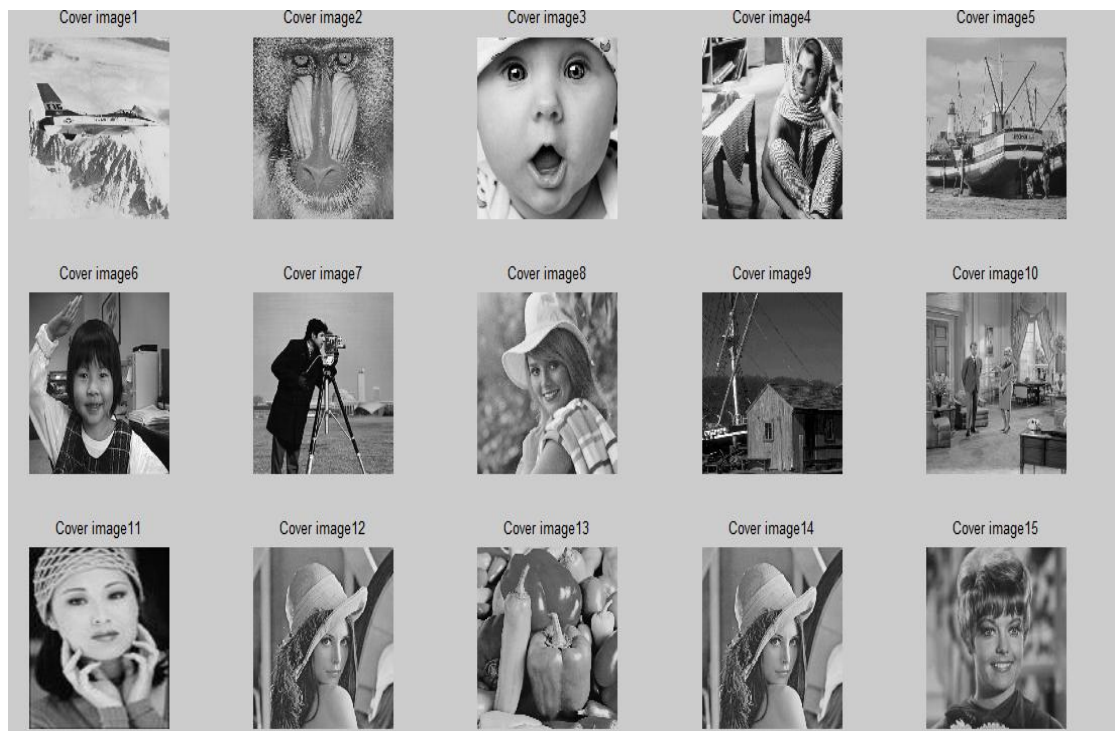 Cover image1
Cover image2
Cover image3
Cover image4
Cover image5
Cover image6
Cover image7
Cover image8
Cover image9
Cover image10
Cover image11
Cover image12
Cover image13
Cover image14
Cover image15